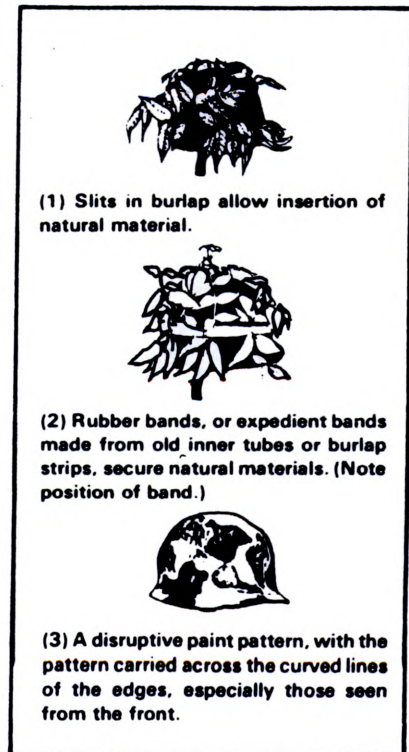 (1) Slits in burlap allow insertion of
natural material.
(2) Rubber bands, or expedient bands
made from old inner tubes or burlap
strips, secure natural materials. (Note
position of band.)
(3) A disruptive paint pattern, with the
pattern carried across the curved lines
of the edges, especially those seen
from the front.